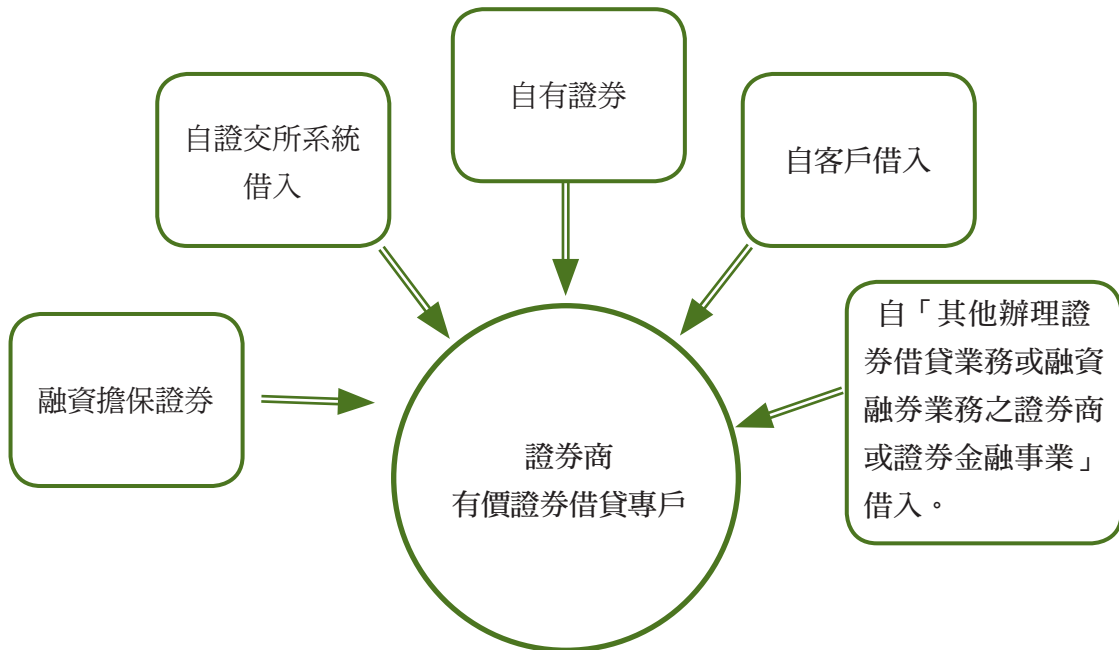 自有證券
自證交所系統
借入
自客戶借入
融資擔保證券
自「其他辦理證
券借貸業務或融資
融券業務之證券商
或證券金融事業」
借入。
證券商
有價證券借貸專戶